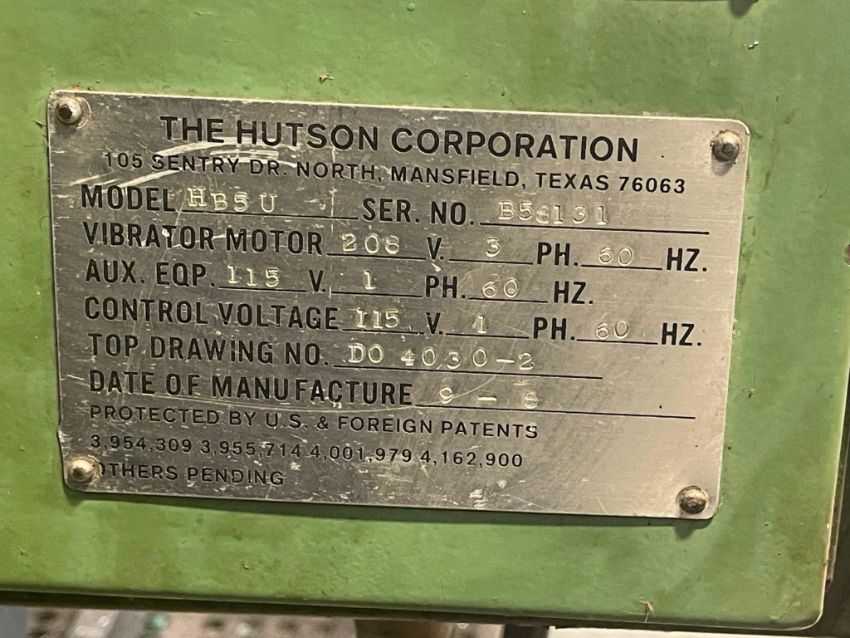 THE HUTSON CORPORATION
105 SENTRY DR. NORTH, MANSFIELD, TEXAS 76063
MODEL HB5U SER. NO. B58131
VIBRATOR MOTOR 208 V. 3 PH. 60 HZ.
AUX. EQP. 115 V. 1 PH. 60 HZ.
CONTROL VOLTAGE 115 V. 1 PH. 60 HZ.
TOP DRAWING NO. DO 4030-2
DATE OF MANUFACTURE 9 - 8
PROTECTED BY U.S. & FOREIGN PATENTS
3,954,309 3,955,714 4,001,979 4,162,900
OTHERS PENDING